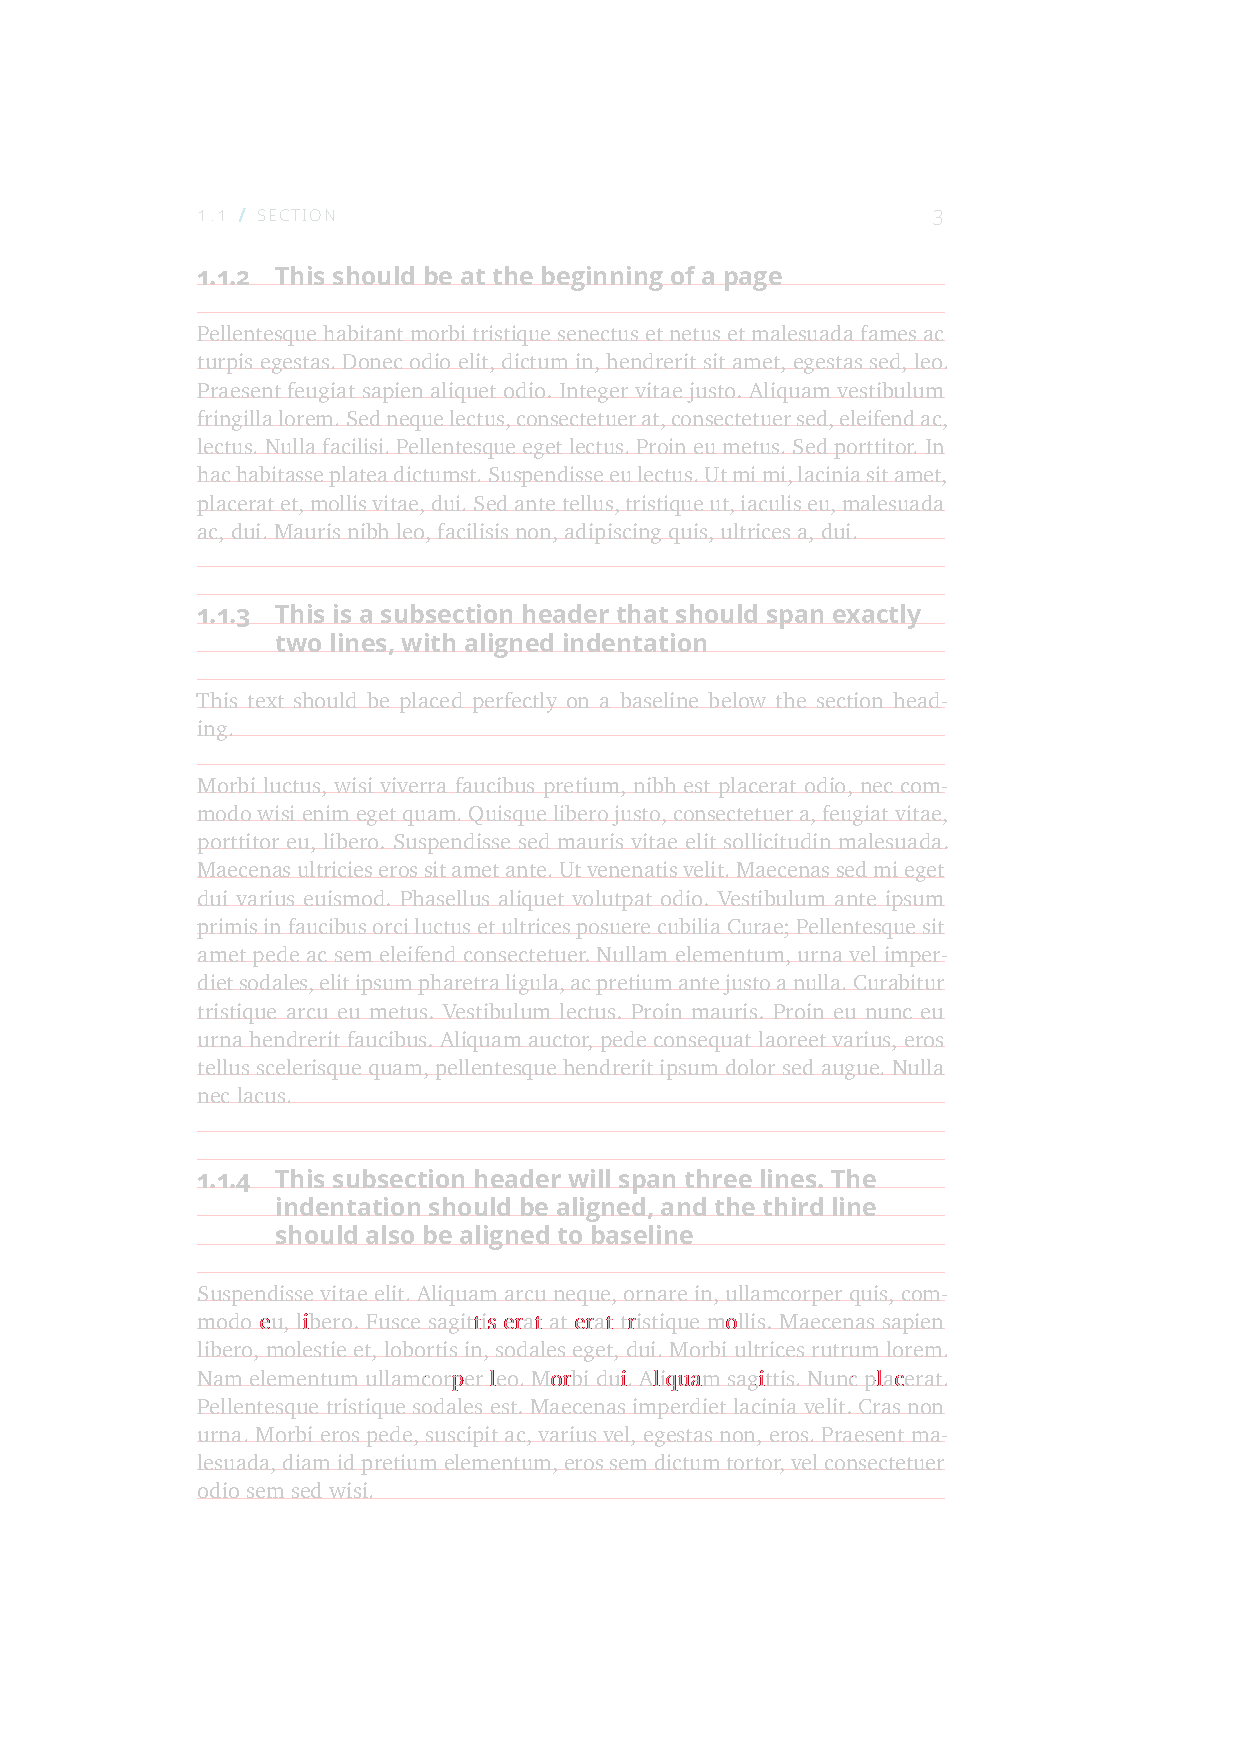 1.1 / SECTION 3
1.1.2 This should be at the beginning of a page
Pellentesque habitant morbi tristique senectus et netus et malesuada fames ac
turpis egestas. Donec odio elit, dictum in, hendrerit sit amet, egestas sed, leo.
Praesent feugiat sapien aliquet odio. Integer vitae justo. Aliquam vestibulum
fringilla lorem. Sed neque lectus, consectetuer at, consectetuer sed, eleifend ac,
lectus. Nulla facilisi. Pellentesque eget lectus. Proin eu metus. Sed porttitor. In
hac habitasse platea dictumst. Suspendisse eu lectus. Ut mi mi, lacinia sit amet,
placerat et, mollis vitae, dui. Sed ante tellus, tristique ut, iaculis eu, malesuada
ac, dui. Mauris nibh leo, facilisis non, adipiscing quis, ultrices a, dui.
1.1.3 This is a subsection header that should span exactly
two lines, with aligned indentation
This text should be placed perfectly on a baseline below the section head-
ing.
Morbi luctus, wisi viverra faucibus pretium, nibh est placerat odio, nec com-
modo wisi enim eget quam. Quisque libero justo, consectetuer a, feugiat vitae,
porttitor eu, libero. Suspendisse sed mauris vitae elit sollicitudin malesuada.
Maecenas ultricies eros sit amet ante. Ut venenatis velit. Maecenas sed mi eget
dui varius euismod. Phasellus aliquet volutpat odio. Vestibulum ante ipsum
primis in faucibus orci luctus et ultrices posuere cubilia Curae; Pellentesque sit
amet pede ac sem eleifend consectetuer. Nullam elementum, urna vel imper-
diet sodales, elit ipsum pharetra ligula, ac pretium ante justo a nulla. Curabitur
tristique arcu eu metus. Vestibulum lectus. Proin mauris. Proin eu nunc eu
urna hendrerit faucibus. Aliquam auctor, pede consequat laoreet varius, eros
tellus scelerisque quam, pellentesque hendrerit ipsum dolor sed augue. Nulla
nec lacus.
1.1.4 This subsection header will span three lines. The
indentation should be aligned, and the third line
should also be aligned to baseline
Suspendisse vitae elit. Aliquam arcu neque, ornare in, ullamcorper quis, com-
modo eu, libero. Fusce sagittis erat at erat tristique mollis. Maecenas sapien
libero, molestie et, lobortis in, sodales eget, dui. Morbi ultrices rutrum lorem.
Nam elementum ullamcorper leo. Morbi dui. Aliquam sagittis. Nunc placerat.
Pellentesque tristique sodales est. Maecenas imperdiet lacinia velit. Cras non
urna. Morbi eros pede, suscipit ac, varius vel, egestas non, eros. Praesent ma-
lesuada, diam id pretium elementum, eros sem dictum tortor, vel consectetuer
odio sem sed wisi.